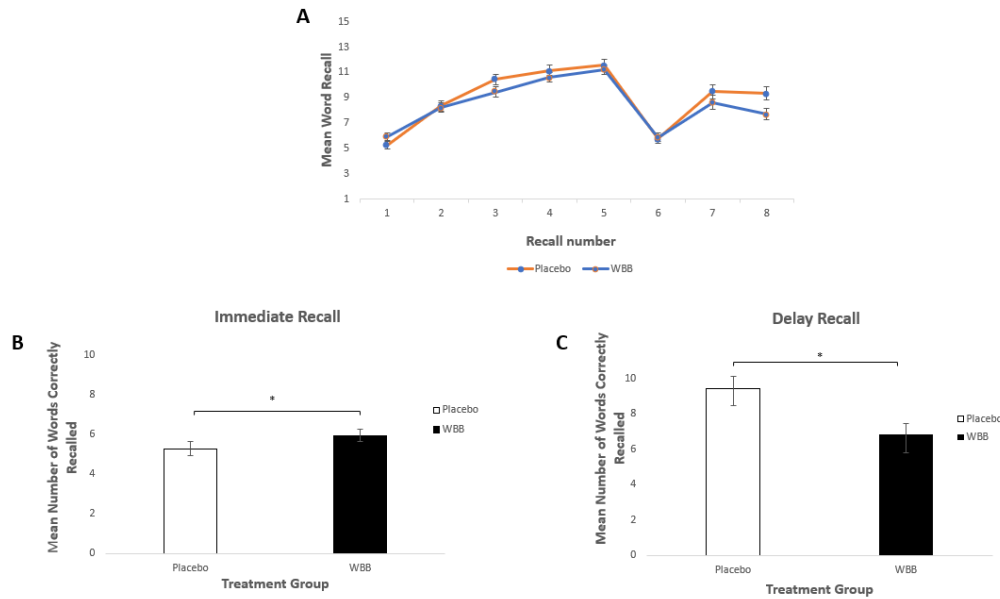 A
Mean Word Recall
15
13
11
9
7
5
3
1
1 2 3 4 5 6 7 8
Recall number
Placebo WBB
B
Immediate Recall
Mean Number of Words Correctly
Recalled
10
8
6
4
2
0
*
Placebo WBB
Treatment Group
Placebo
WBB
C
Delay Recall
Mean Number of Words Correctly
Recalled
10
8
6
4
2
0
*
Placebo WBB
Treatment Group
Placebo
WBB